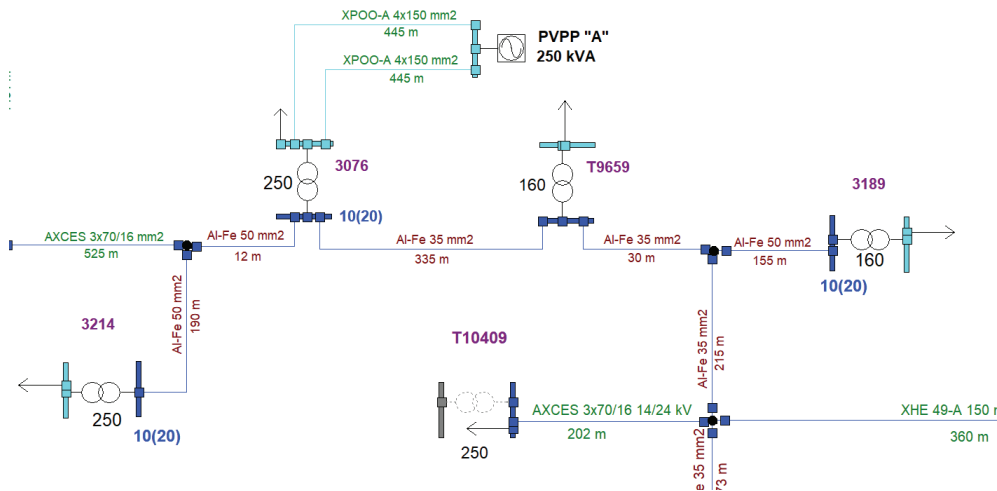 XPOO-A 4x150 mm2
445 m
PVPP "A"
250 kVA
XPOO-A 4x150 mm2
445 m
3076
T9659
250
160
3189
10(20)
AXCES 3x70/16 mm2
525 m
Al-Fe 50 mm2
12 m
Al-Fe 35 mm2
335 m
Al-Fe 35 mm2
30 m
Al-Fe 50 mm2
155 m
160
10(20)
Al-Fe 50 mm2
190 m
3214
250
10(20)
T10409
Al-Fe 35 mm2
215 m
AXCES 3x70/16 14/24 kV
202 m
250
XHE 49-A 150 m
360 m
e 35 mm2
73 m